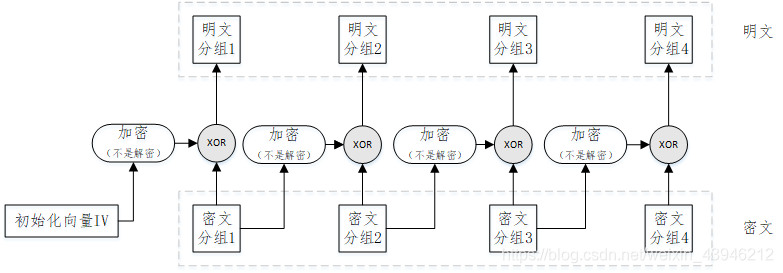 明文
分组1
明文
分组2
明文
分组3
明文
分组4
明文
加密
(不是解密)
XOR
加密
(不是解密)
XOR
加密
(不是解密)
XOR
加密
(不是解密)
XOR
初始化向量IV
密文
分组1
密文
分组2
密文
分组3
密文
分组4
密文
https://blog.csdn.net/weixin_43946212